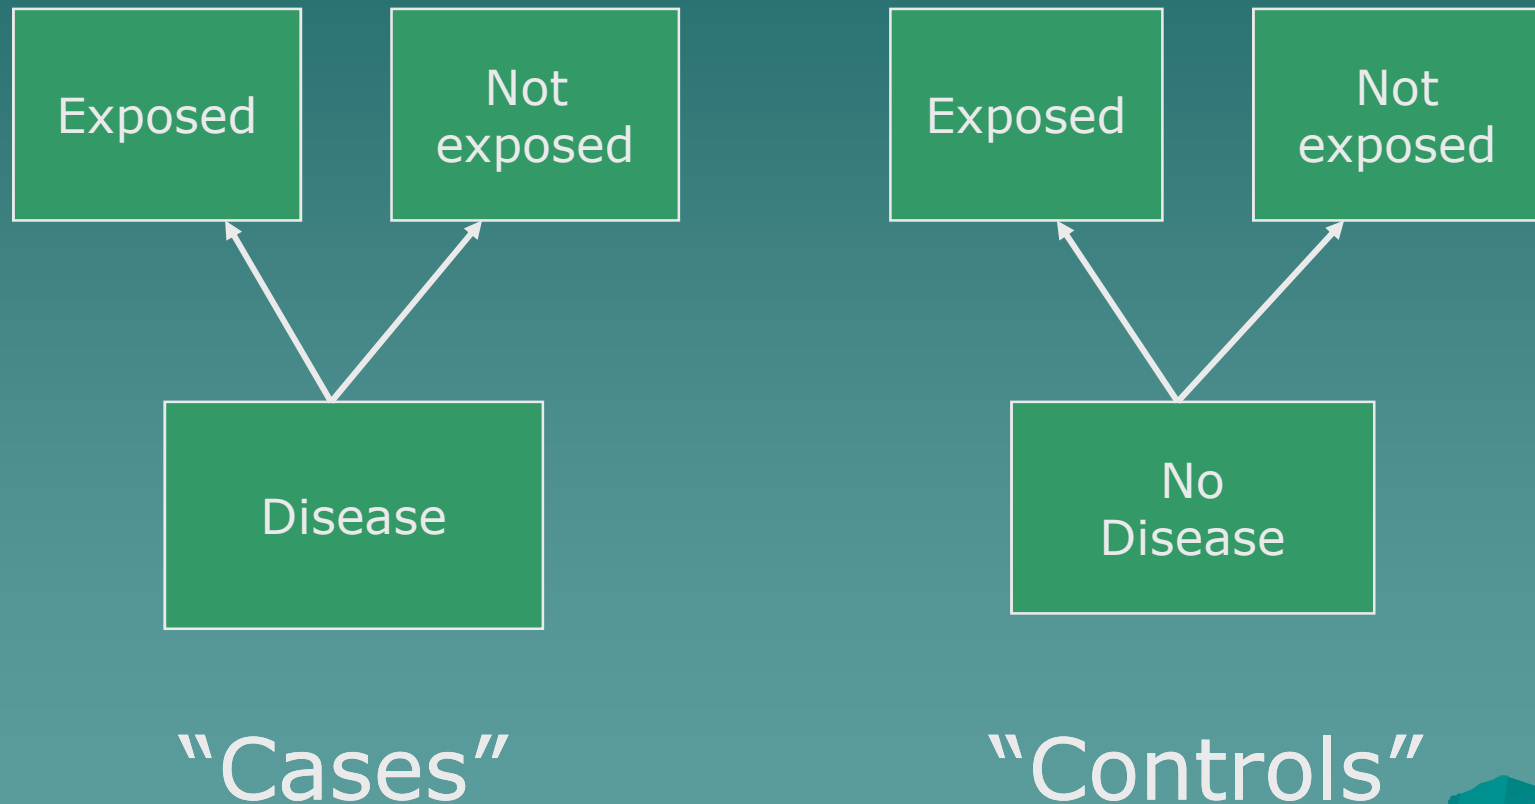 Exposed
Not
exposed
Exposed
Not
exposed
Disease
No
Disease
“Cases”
“Controls”